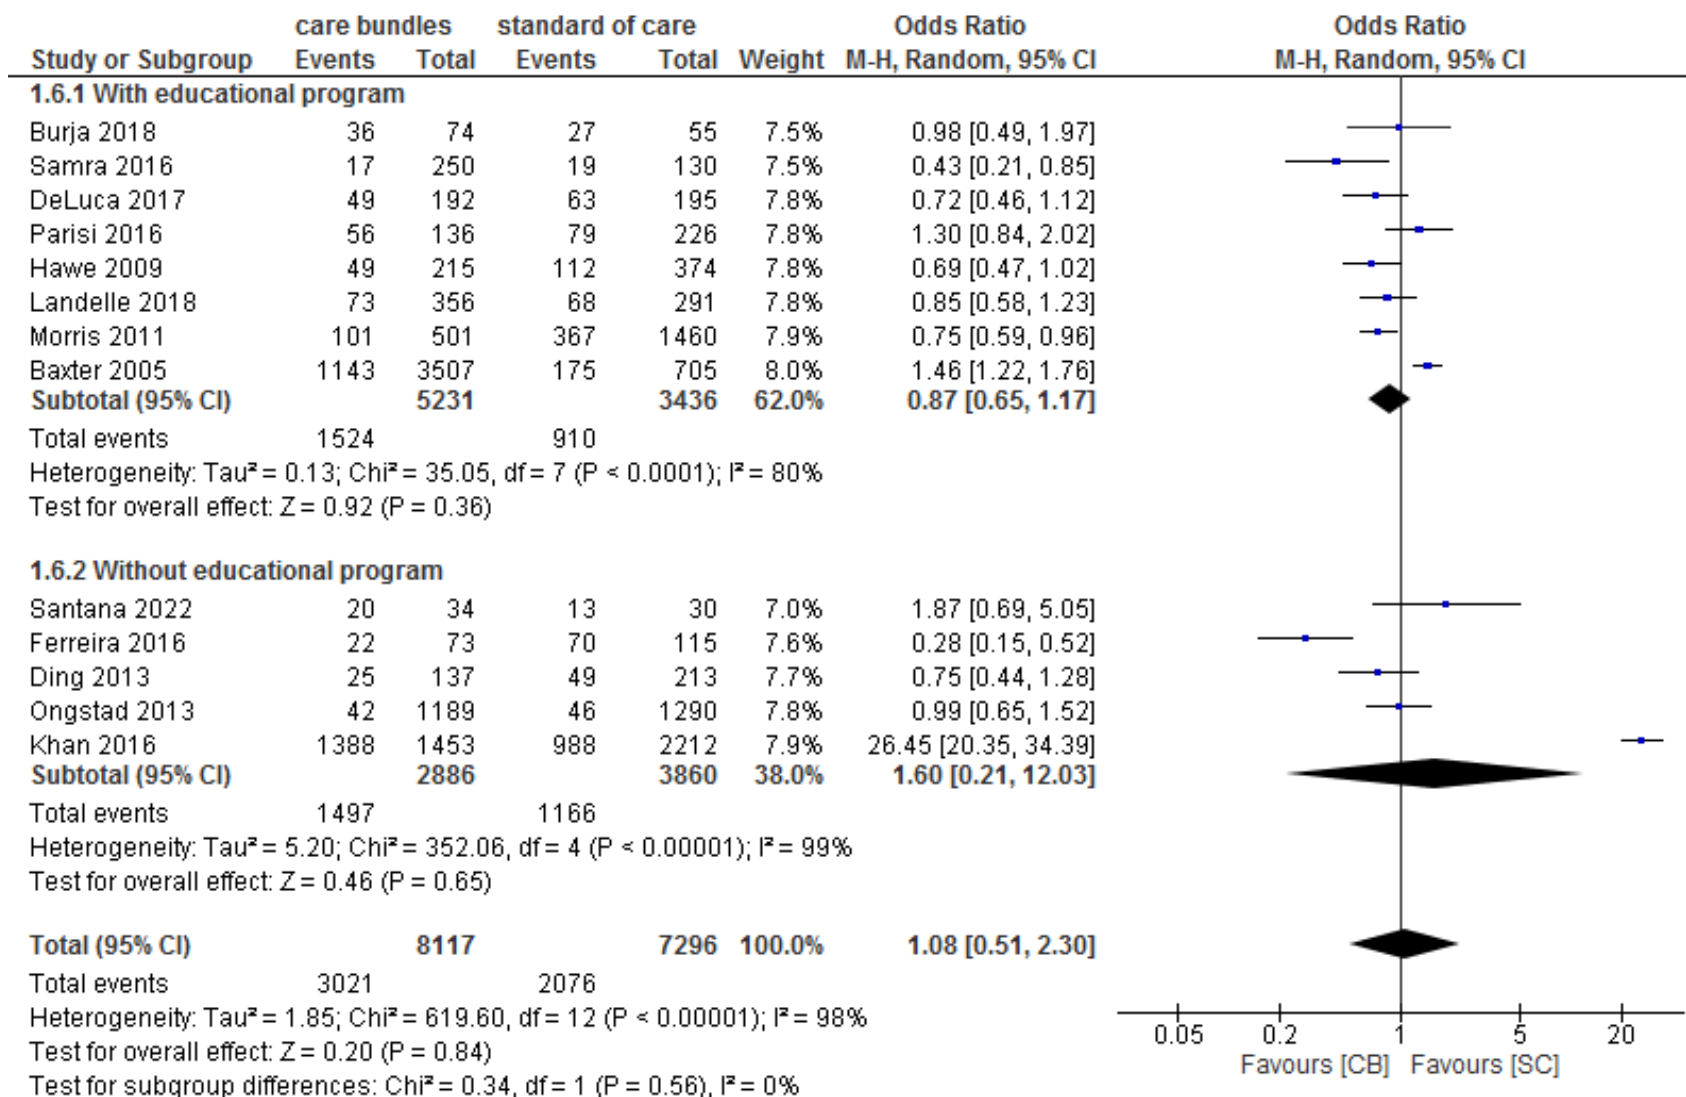 care bundles standard of care Odds Ratio Odds Ratio
Study or Subgroup Events Total Events Total Weight M-H, Random, 95% CI M-H, Random, 95% CI
1.6.1 With educational program
Burja 2018 36 74 27 55 7.5% 0.98 [0.49, 1.97]
Samra 2016 17 250 19 130 7.5% 0.43 [0.21, 0.85]
DeLuca 2017 49 192 63 195 7.8% 0.72 [0.46, 1.12]
Parisi 2016 56 136 79 226 7.8% 1.30 [0.84, 2.02]
Hawe 2009 49 215 112 374 7.8% 0.69 [0.47, 1.02]
Landelle 2018 73 356 68 291 7.8% 0.85 [0.58, 1.23]
Morris 2011 101 501 367 1460 7.9% 0.75 [0.59, 0.96]
Baxter 2005 1143 3507 175 705 8.0% 1.46 [1.22, 1.76]
Subtotal (95% CI) 5231 3436 62.0% 0.87 [0.65, 1.17]
Total events 1524 910
Heterogeneity: Tau² = 0.13; Chi² = 35.05, df = 7 (P < 0.0001); I² = 80%
Test for overall effect: Z = 0.92 (P = 0.36)
1.6.2 Without educational program
Santana 2022 20 34 13 30 7.0% 1.87 [0.69, 5.05]
Ferreira 2016 22 73 70 115 7.6% 0.28 [0.15, 0.52]
Ding 2013 25 137 49 213 7.7% 0.75 [0.44, 1.28]
Ongstad 2013 42 1189 46 1290 7.8% 0.99 [0.65, 1.52]
Khan 2016 1388 1453 988 2212 7.9% 26.45 [20.35, 34.39]
Subtotal (95% CI) 2886 3860 38.0% 1.60 [0.21, 12.03]
Total events 1497 1166
Heterogeneity: Tau² = 5.20; Chi² = 352.06, df = 4 (P < 0.00001); I² = 99%
Test for overall effect: Z = 0.46 (P = 0.65)
Total (95% CI) 8117 7296 100.0% 1.08 [0.51, 2.30]
Total events 3021 2076
Heterogeneity: Tau² = 1.85; Chi² = 619.60, df = 12 (P < 0.00001); I² = 98%
Test for overall effect: Z = 0.20 (P = 0.84)
Test for subgroup differences: Chi² = 0.34, df = 1 (P = 0.56), I² = 0%
0.05 0.2 1 5 20
Favours [CB] Favours [SC]